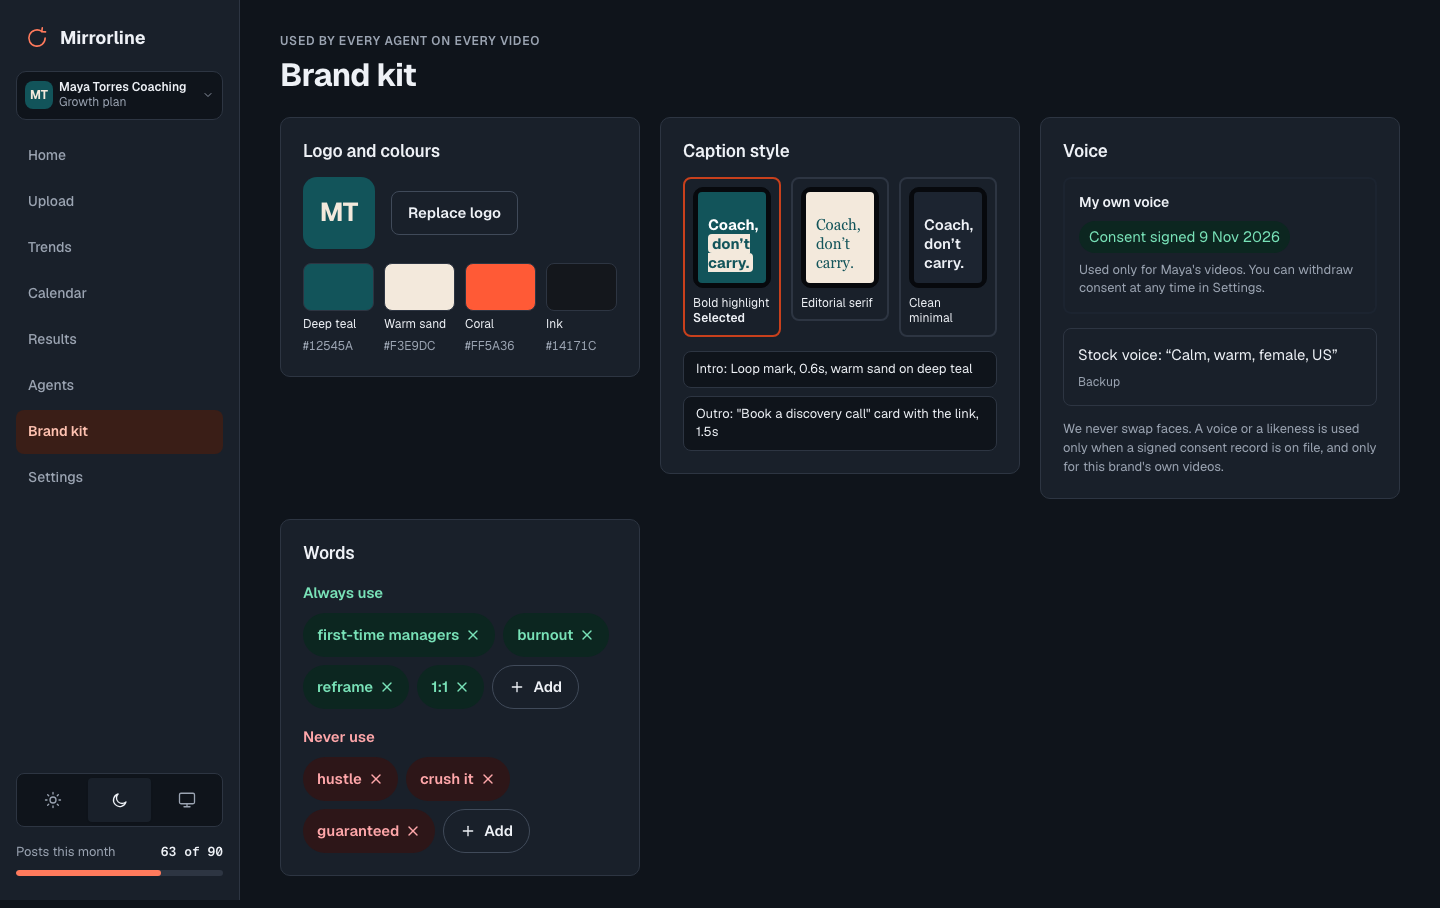 Mirrorline
MT
Maya Torres Coaching
Growth plan
Home
Upload
Trends
Calendar
Results
Agents
Brand kit
Settings
Posts this month
63 of 90
USED BY EVERY AGENT ON EVERY VIDEO
Brand kit
Logo and colours
MT
Replace logo
Deep teal
#12545A
Warm sand
#F3E9DC
Coral
#FF5A36
Ink
#14171C
Caption style
Coach,
don’t
carry.
Bold highlight
Selected
Coach,
don’t
carry.
Editorial serif
Coach,
don’t
carry.
Clean
minimal
Intro: Loop mark, 0.6s, warm sand on deep teal
Outro: "Book a discovery call" card with the link,
1.5s
Voice
My own voice
Consent signed 9 Nov 2026
Used only for Maya's videos. You can withdraw
consent at any time in Settings.
Stock voice: “Calm, warm, female, US”
Backup
We never swap faces. A voice or a likeness is used
only when a signed consent record is on file, and only
for this brand's own videos.
Words
Always use
first-time managers
burnout
reframe
1:1
Add
Never use
hustle
crush it
guaranteed
Add